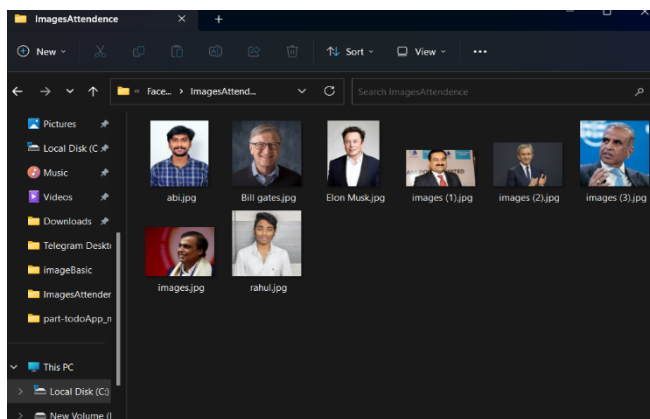 ImagesAttendence
New
Sort
View
Face... > ImagesAttend...
Search ImagesAttendence
Pictures
Local Disk (C
Music
Videos
Downloads
Telegram Deskt
imageBasic
ImagesAttender
part-todoApp_n
This PC
Local Disk (C:)
New Volume (
abi.jpg
Bill gates.jpg
Elon Musk.jpg
images (1).jpg
images (2).jpg
images (3).jpg
images.jpg
rahul.jpg